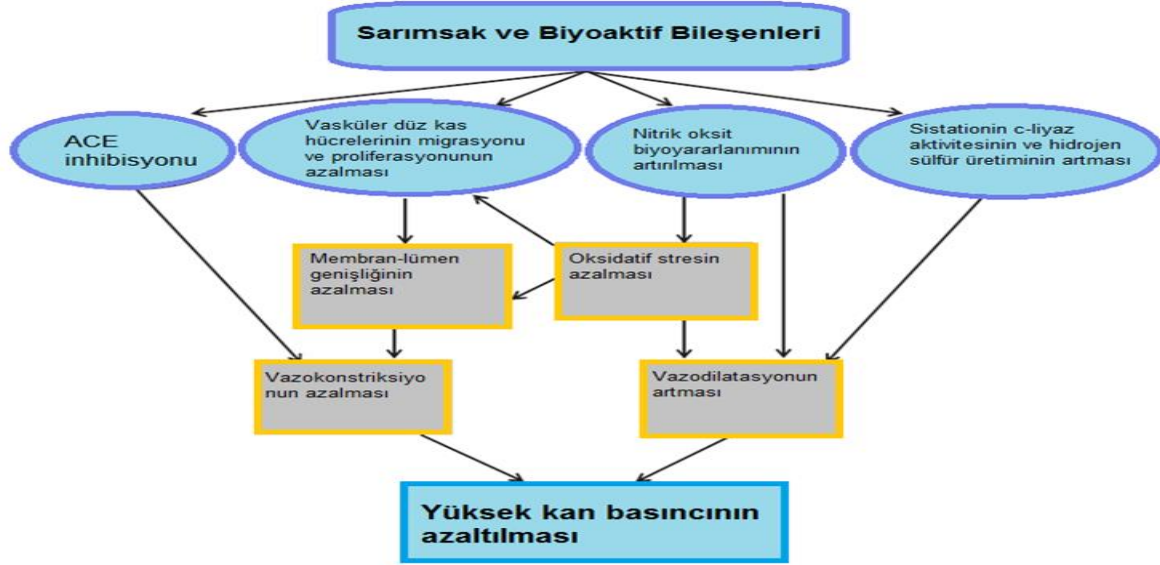 Sarımsak ve Biyoaktif Bileşenleri
ACE
inhibisyonu
Vasküler düz kas
hücrelerinin migrasyonu
ve proliferasyonunun
azalması
Nitrik oksit
biyoyararlanımının
artırılması
Sistationin c-liyaz
aktivitesinin ve hidrojen
sülfür üretiminin artması
Membran-lümen
genişliğinin
azalması
Oksidatif stresin
azalması
Vazokonstriksiyo
nun azalması
Vazodilatasyonun
artması
Yüksek kan basıncının
azaltılması